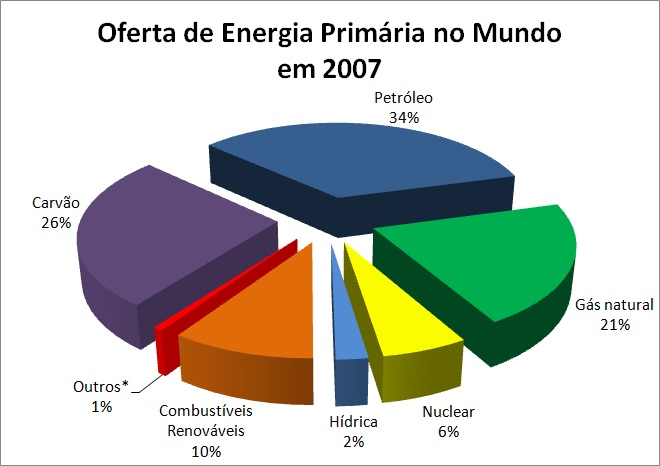 Oferta de Energia Primária no Mundo
em 2007
Petróleo
34%
Carvão
26%
Gás natural
21%
Outros*
1%
Combustíveis
Renováveis
10%
Hídrica
2%
Nuclear
6%